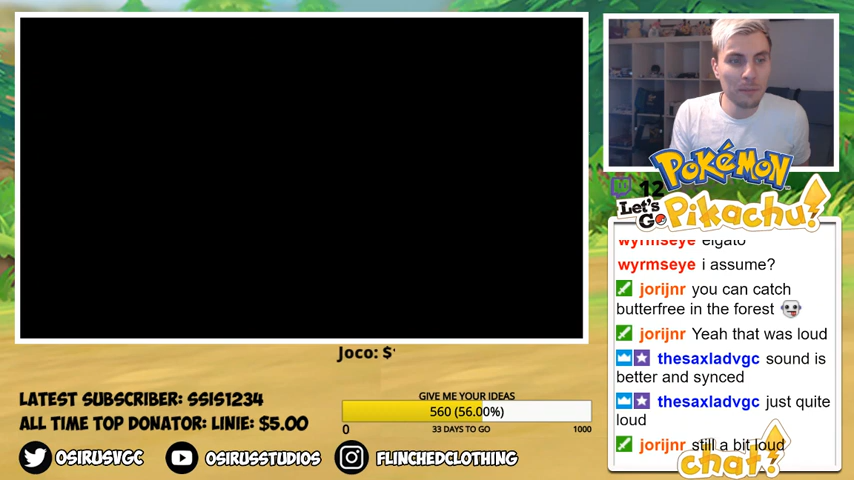 POKÉMON
12
Let's Go Pikachu!
wyrmseye elgato
wyrmseye i assume?
jorijnr you can catch
butterfree in the forest
jorijnr Yeah that was loud
thesaxladvgc sound is
better and synced
thesaxladvgc just quite
loud
jorijnr still a bit loud
chat!
Joco: $
LATEST SUBSCRIBER: SSIS1234
ALL TIME TOP DONATOR: LINIE: $5.00
GIVE ME YOUR IDEAS
560 (56.00%)
0 33 DAYS TO GO 1000
OSIRUSVGC OSIRUSSTUDIOS FLINCHEDCLOTHING